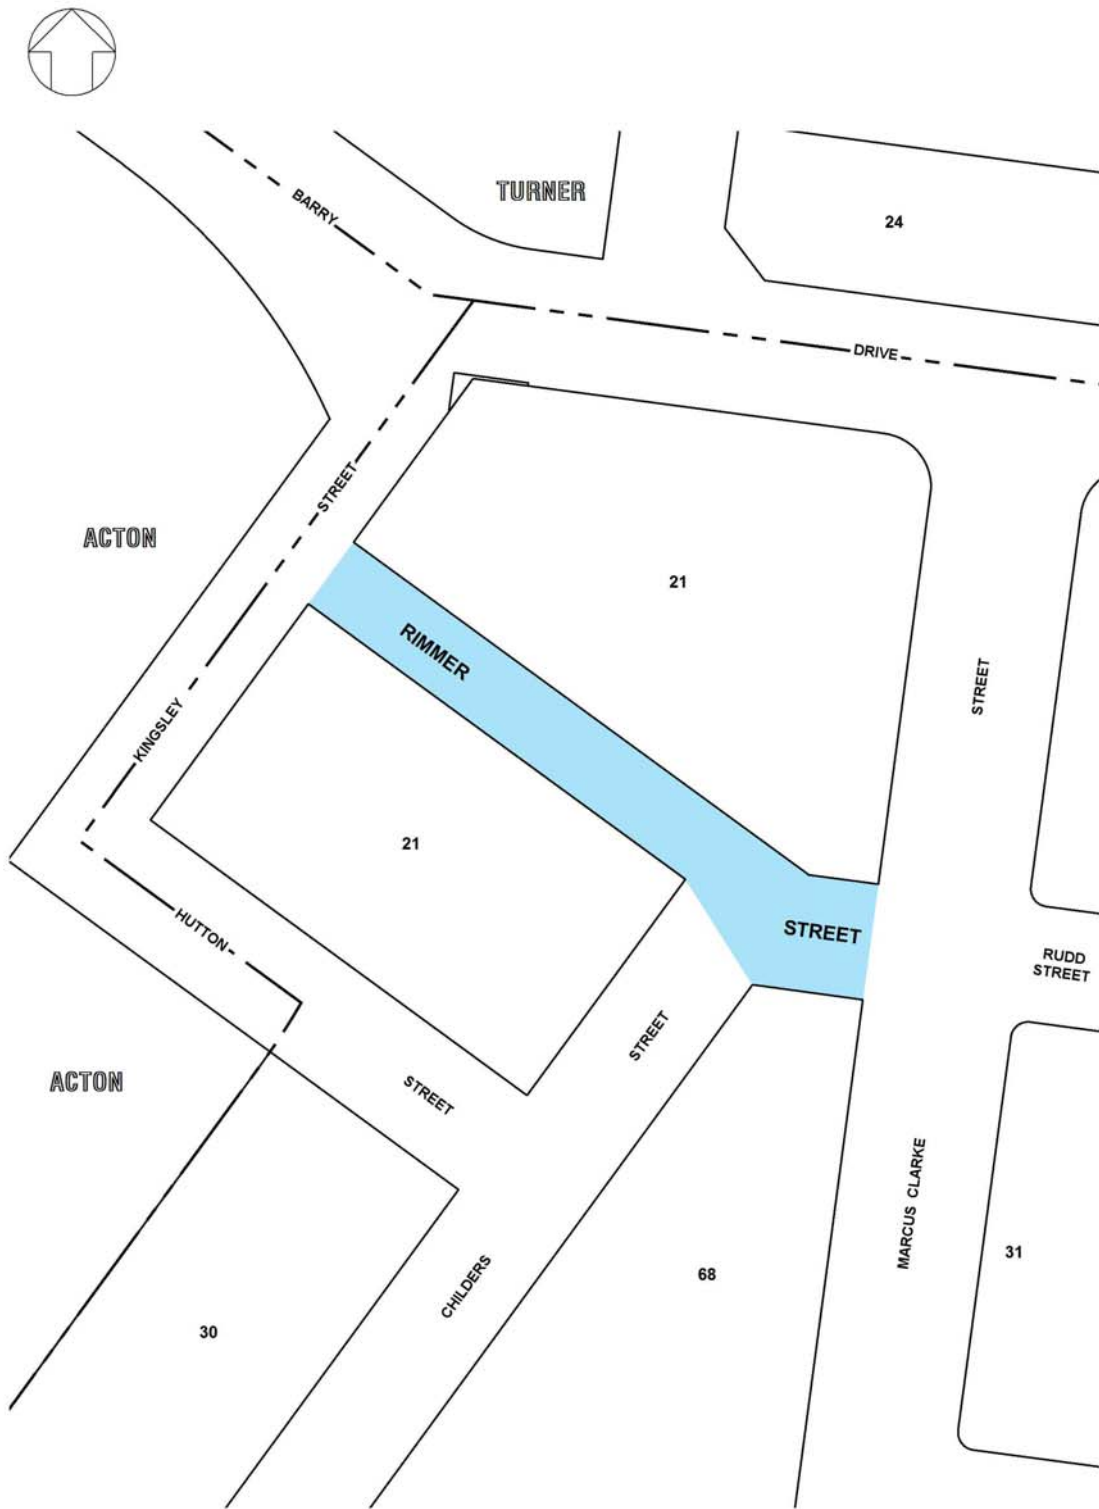 TURNER
BARRY
24
DRIVE
STREET
ACTON
21
RIMMER
STREET
KINGSLEY
21
STREET
HUTTON
RUDD
STREET
STREET
ACTON
STREET
MARCUS CLARKE
31
68
CHILDERS
30